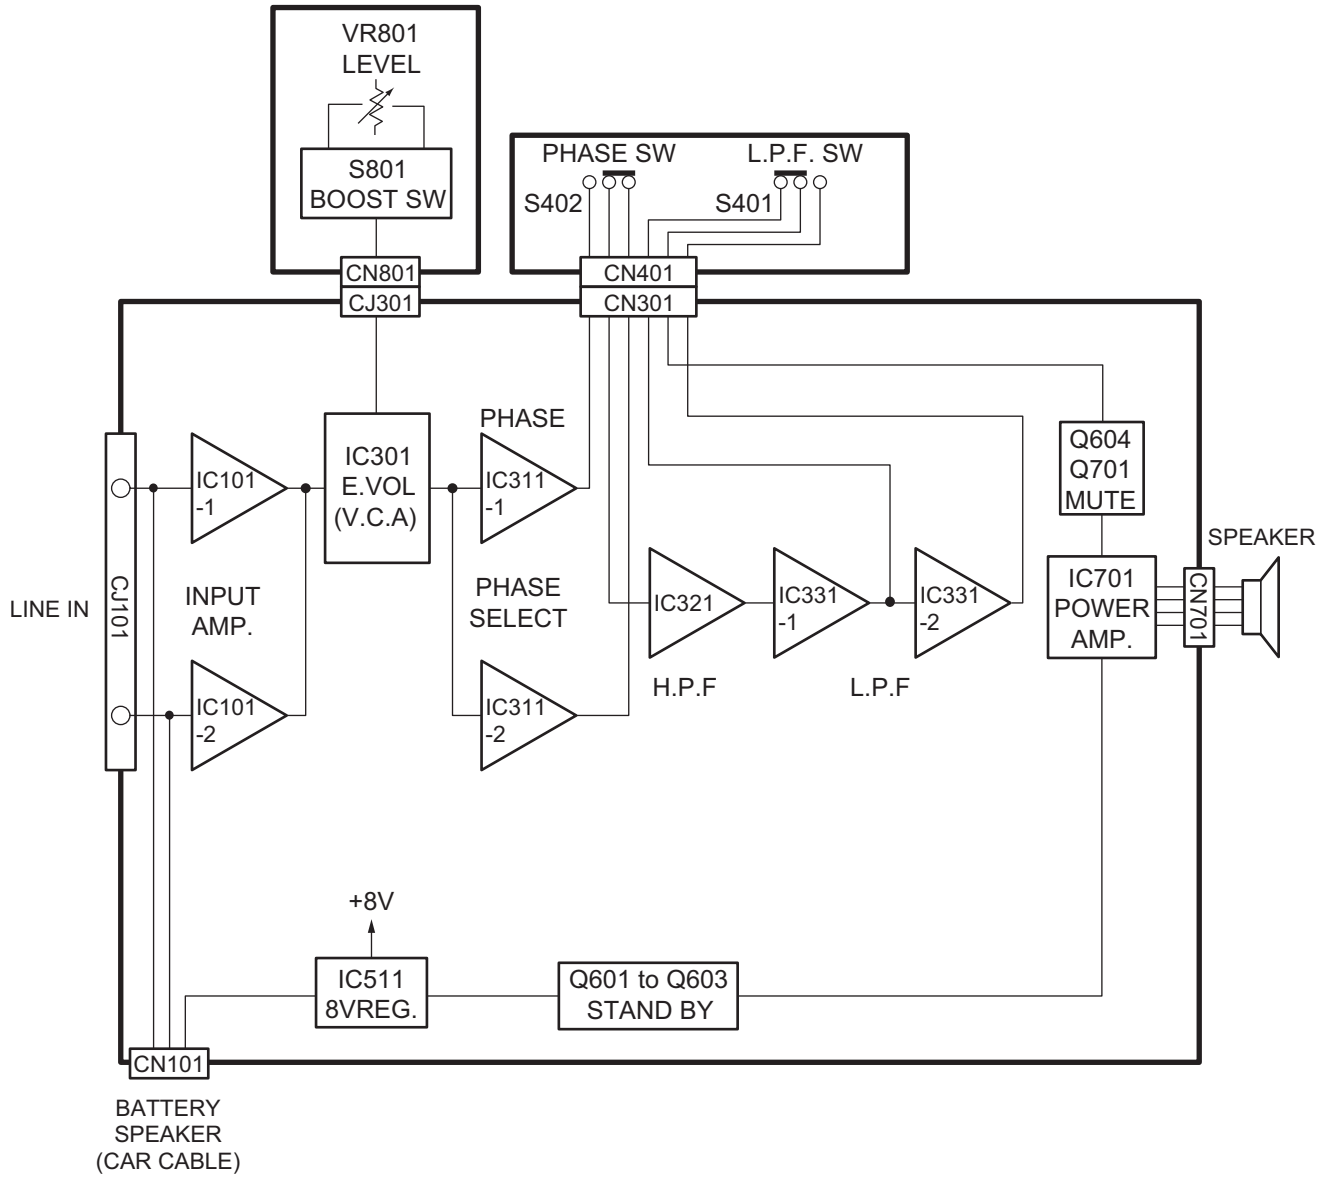 VR801
LEVEL
S801
BOOST SW
CN801
CJ301
PHASE SW
L.P.F. SW
S402
S401
CN401
CN301
PHASE
IC101
-1
IC301
E.VOL
(V.C.A)
IC311
-1
Q604
Q701
MUTE
SPEAKER
LINE IN
CJ101
INPUT
AMP.
PHASE
SELECT
IC321
IC331
-1
IC331
-2
IC701
POWER
AMP.
CN701
H.P.F
L.P.F
IC101
-2
IC311
-2
+8V
IC511
8VREG.
Q601 to Q603
STAND BY
CN101
BATTERY
SPEAKER
(CAR CABLE)